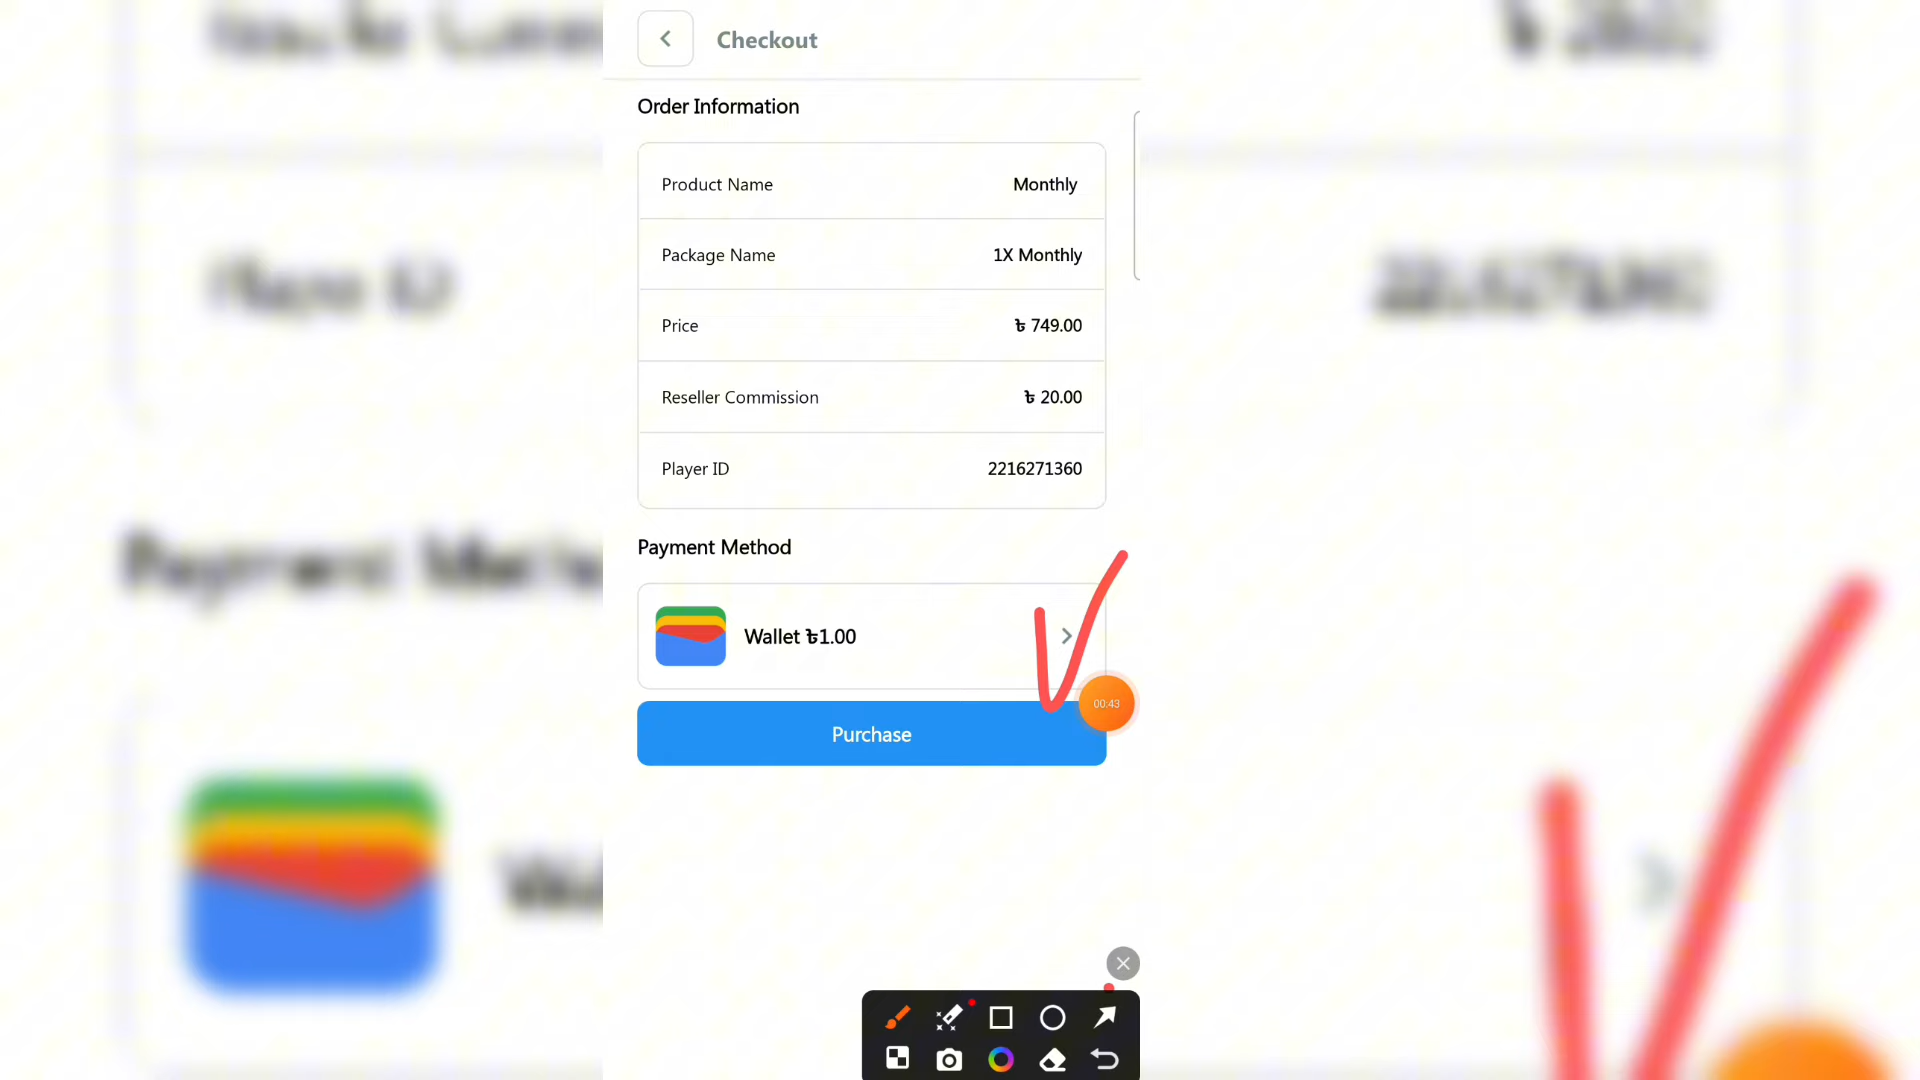 Checkout
Order Information
Product Name Monthly
Package Name 1X Monthly
Price ৳ 749.00
Reseller Commission ৳ 20.00
Player ID 2216271360
Payment Method
Wallet ৳1.00
00:43
Purchase